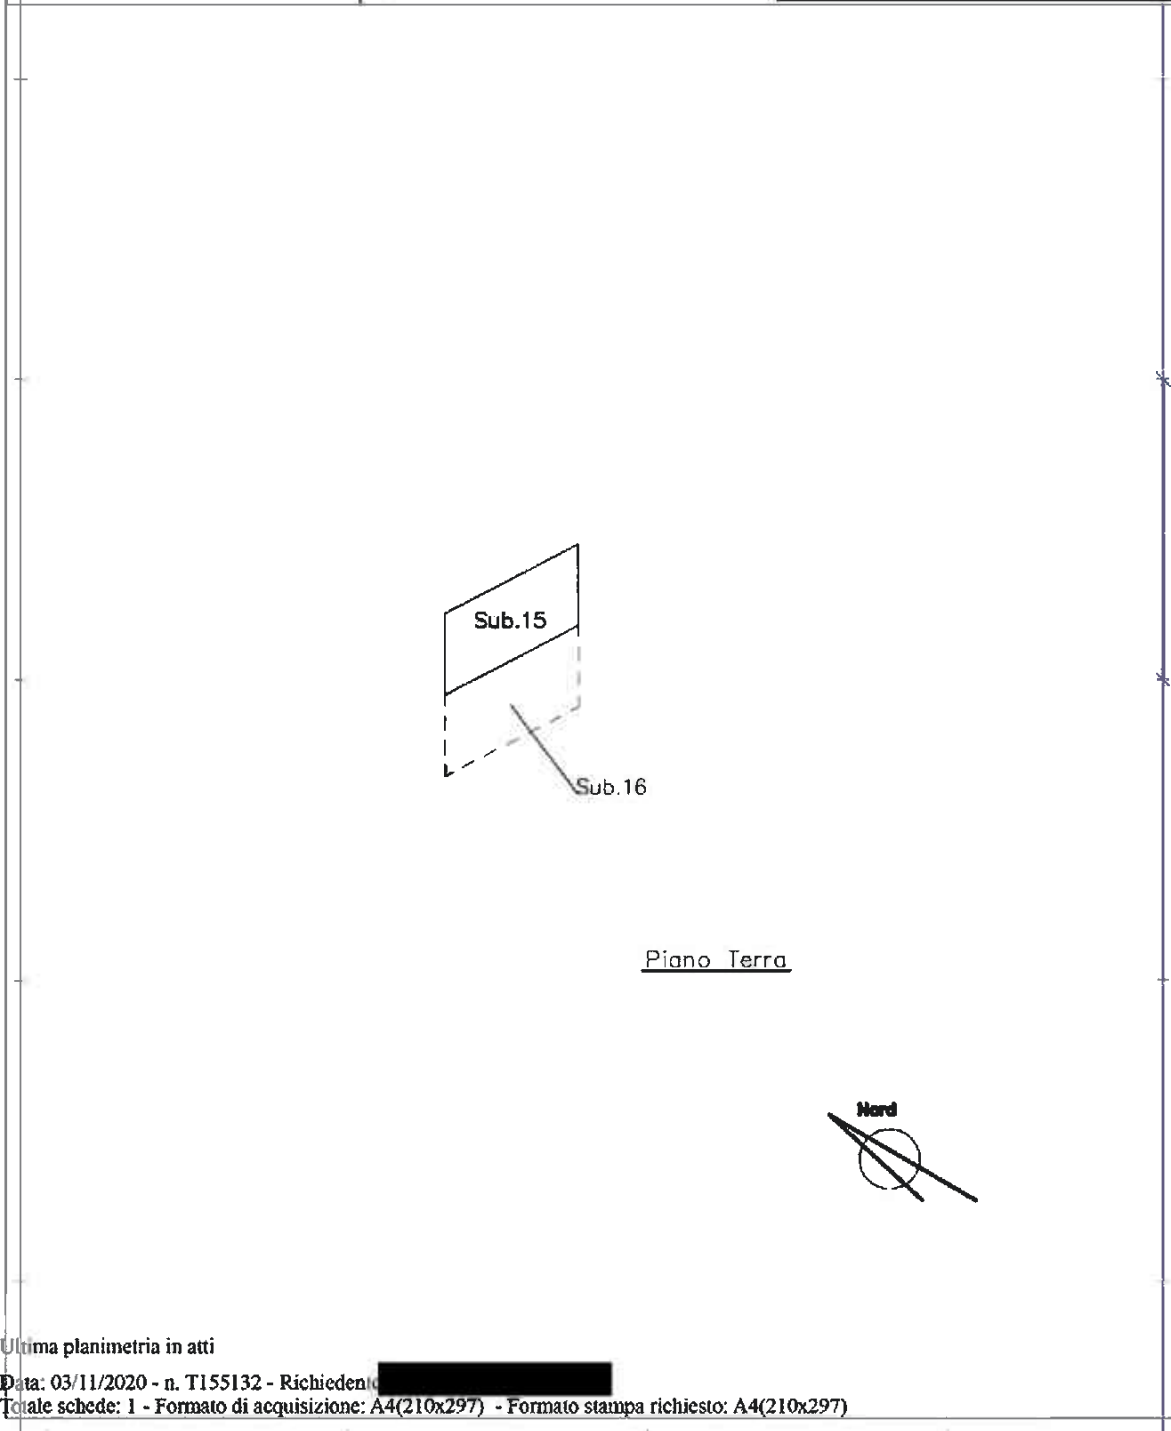 Sub.15
Sub.16
Piano Terra
Nord
Ultima planimetria in atti
Data: 03/11/2020 - n. T155132 - Richiedente
Totale schede: 1 - Formato di acquisizione: A4(210x297) - Formato stampa richiesto: A4(210x297)